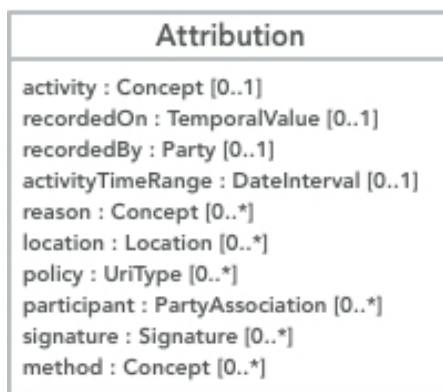 Attribution
activity : Concept [0..1]
recordedOn : TemporalValue [0..1]
recordedBy : Party [0..1]
activityTimeRange : DateInterval [0..1]
reason : Concept [0..*]
location : Location [0..*]
policy : UriType [0..*]
participant : PartyAssociation [0..*]
signature : Signature [0..*]
method : Concept [0..*]